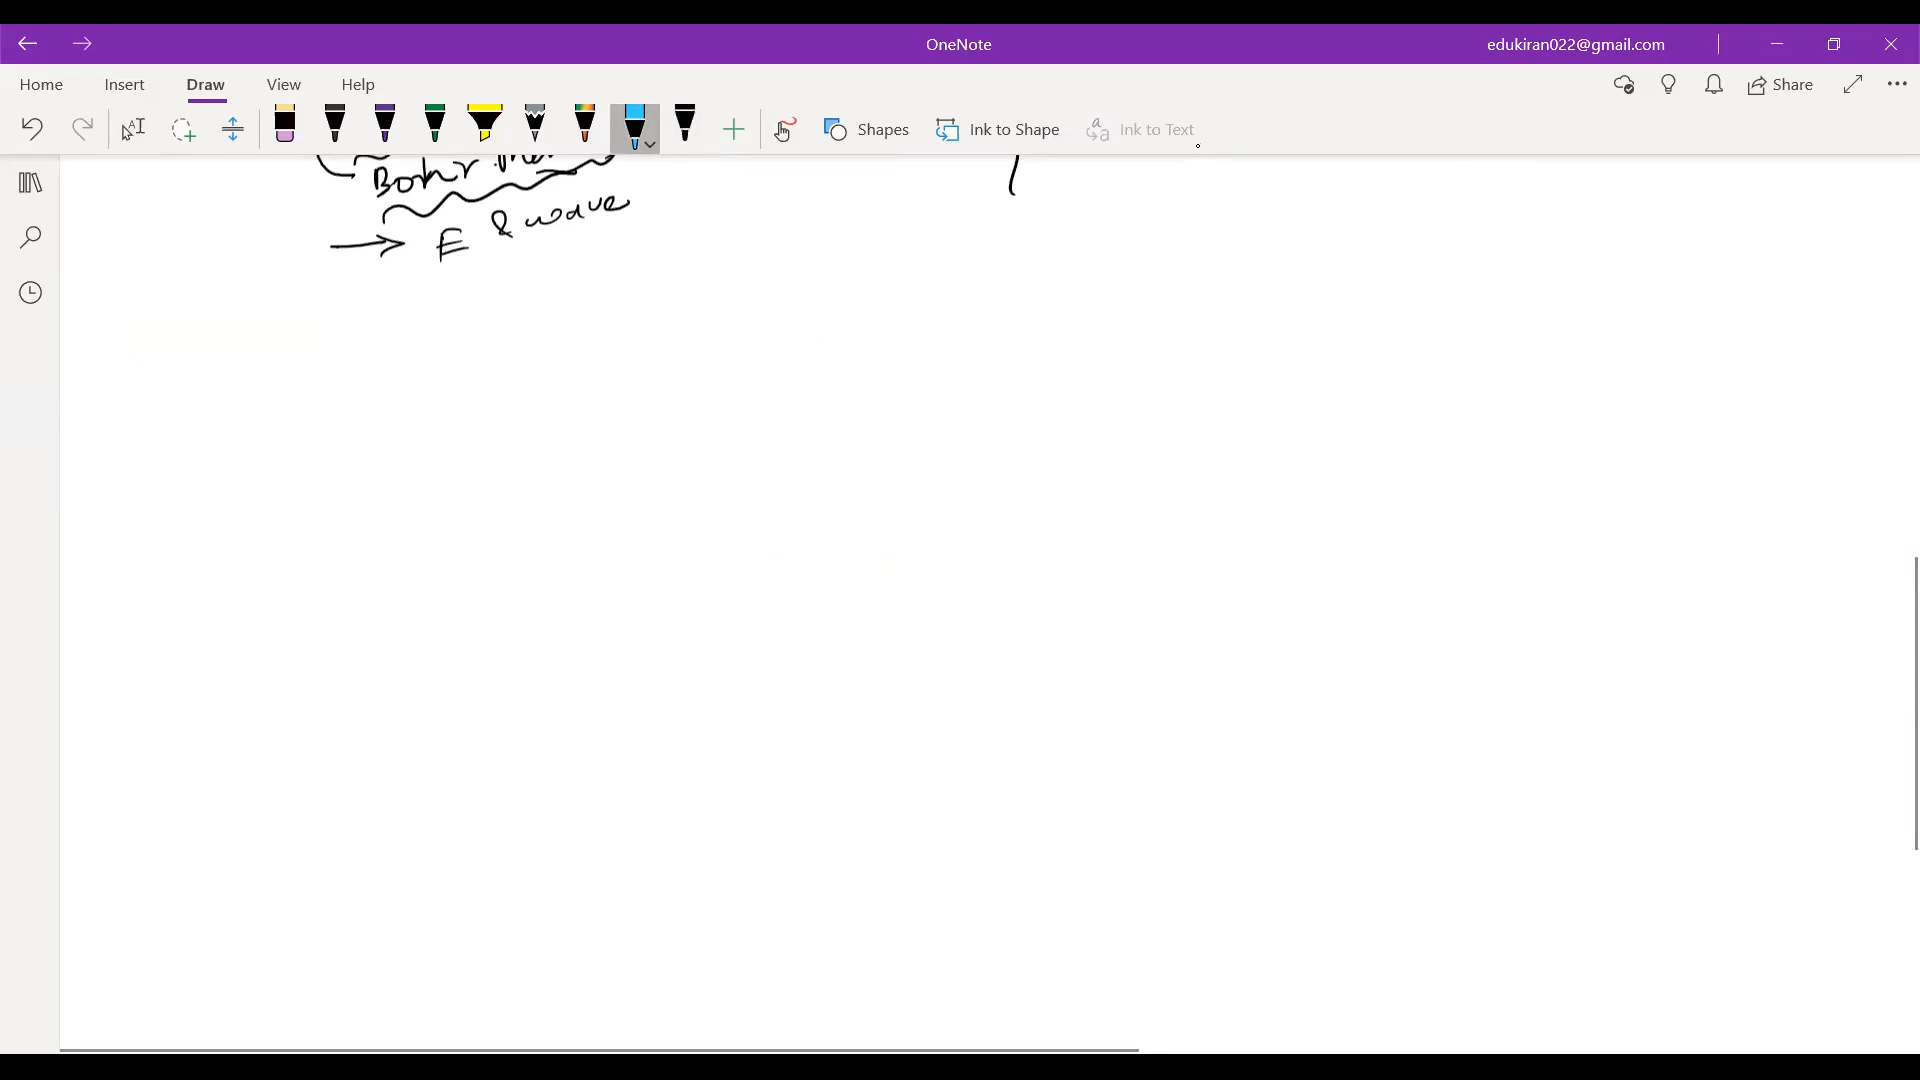 OneNote
edukiran022@gmail.com
Home Insert Draw View Help
Share
Shapes
Ink to Shape
Ink to Text
Bohr
→ E & wave